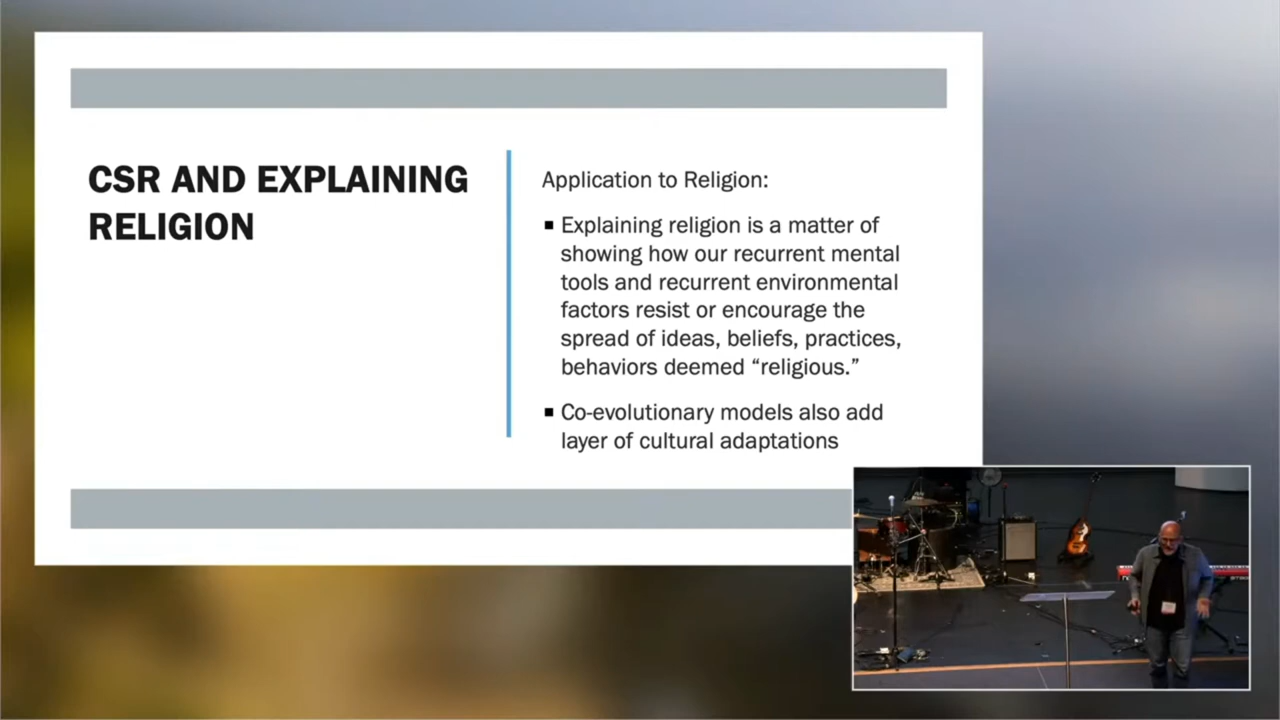 CSR AND EXPLAINING
RELIGION
Application to Religion:
▪ Explaining religion is a matter of
showing how our recurrent mental
tools and recurrent environmental
factors resist or encourage the
spread of ideas, beliefs, practices,
behaviors deemed “religious.”
▪ Co-evolutionary models also add
layer of cultural adaptations